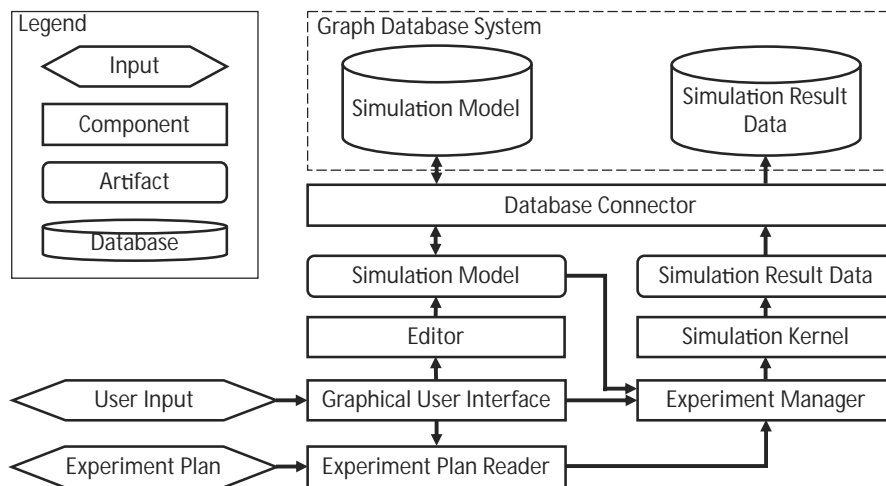 Legend
Input
Component
Artifact
Database
Graph Database System
Simulation Model
Simulation Result
Data
Database Connector
Simulation Model
Simulation Result Data
Editor
Simulation Kernel
User Input
Graphical User Interface
Experiment Manager
Experiment Plan
Experiment Plan Reader